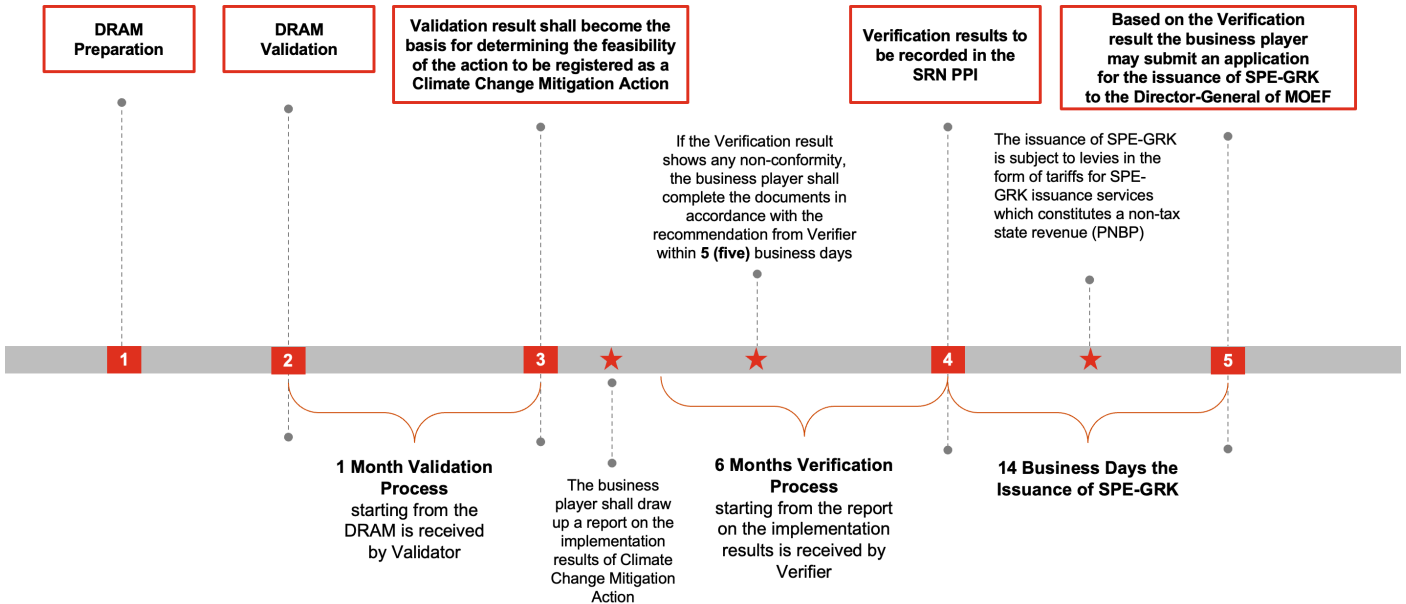 DRAM
Preparation
DRAM
Validation
Validation result shall become the
basis for determining the feasibility
of the action to be registered as a
Climate Change Mitigation Action
Verification results to
be recorded in the
SRN PPI
Based on the Verification
result the business player
may submit an application
for the issuance of SPE-GRK
to the Director-General of MOEF
If the Verification result
shows any non-conformity,
the business player shall
complete the documents in
accordance with the
recommendation from Verifier
within 5 (five) business days
The issuance of SPE-GRK
is subject to levies in the
form of tariffs for SPE-
GRK issuance services
which constitutes a non-tax
state revenue (PNBP)
1
2
3
4
5
1 Month Validation
Process
starting from the
DRAM is received
by Validator
The business
player shall draw
up a report on the
implementation
results of Climate
Change Mitigation
Action
6 Months Verification
Process
starting from the report
on the implementation
results is received by
Verifier
14 Business Days the
Issuance of SPE-GRK